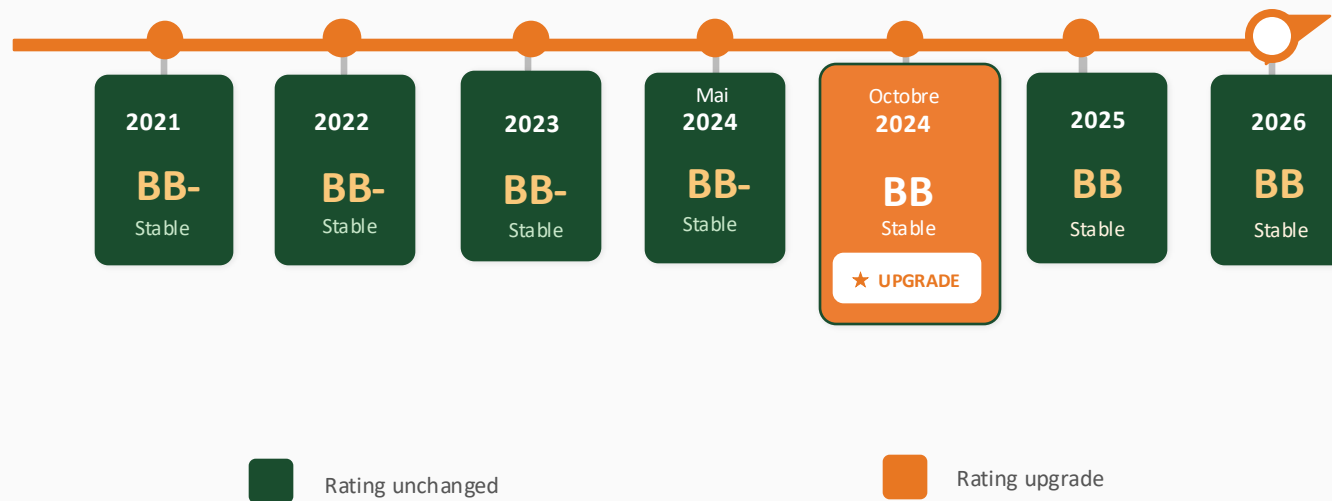 2021
BB-
Stable
2022
BB-
Stable
2023
BB-
Stable
Mai
2024
BB-
Stable
Octobre
2024
BB
Stable
★ UPGRADE
2025
BB
Stable
2026
BB
Stable
Rating unchanged
Rating upgrade